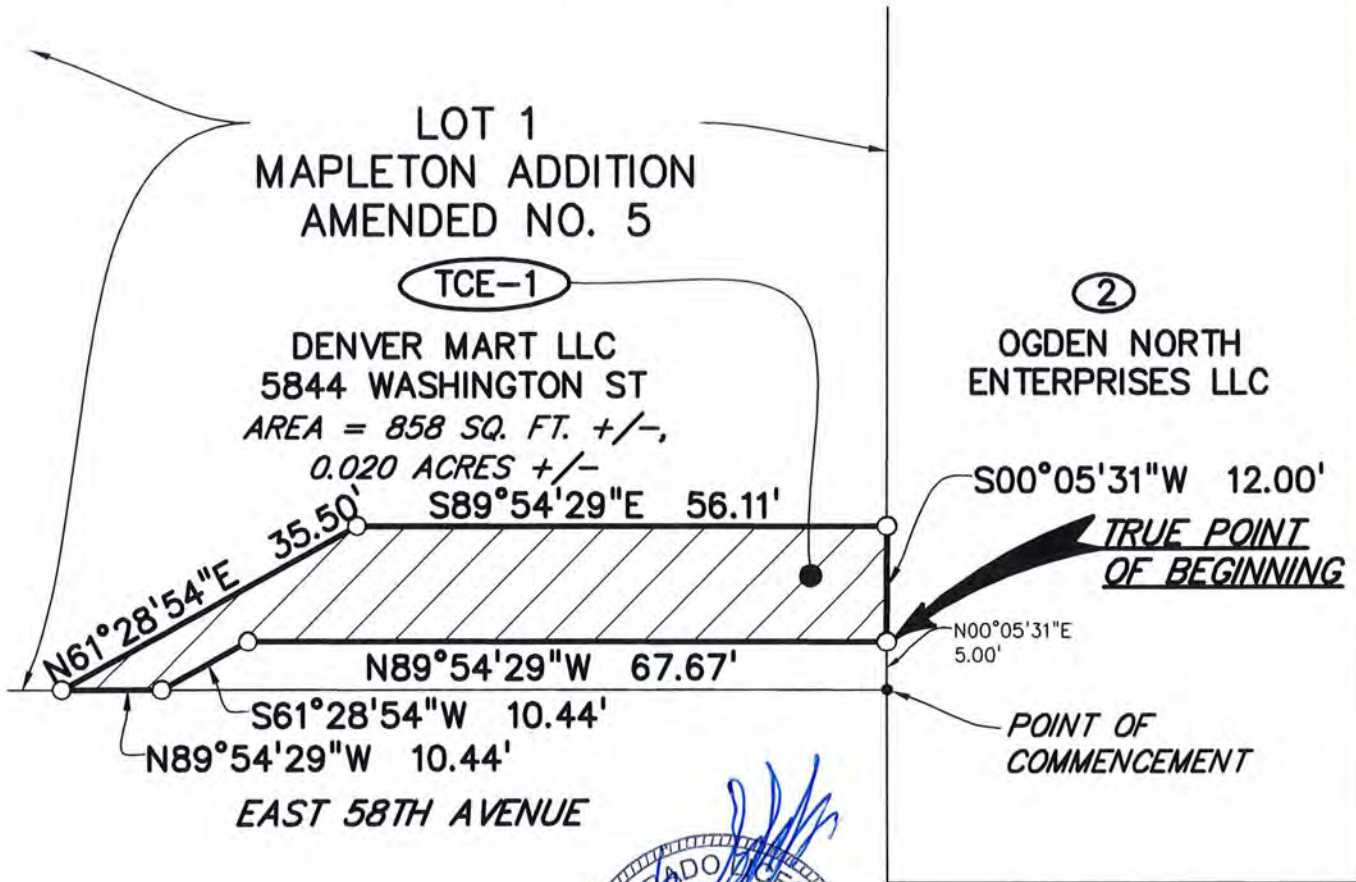 LOT 1
MAPLETON ADDITION
AMENDED NO. 5
TCE-1
DENVER MART LLC
5844 WASHINGTON ST
AREA = 858 SQ. FT. +/-,
0.020 ACRES +/-
2
OGDEN NORTH
ENTERPRISES LLC
S89°54'29"E 56.11'
N61°28'54"E 35.50'
S00°05'31"W 12.00'
TRUE POINT
OF BEGINNING
N00°05'31"E
5.00'
N89°54'29"W 67.67'
S61°28'54"W 10.44'
N89°54'29"W 10.44'
POINT OF
COMMENCEMENT
EAST 58TH AVENUE